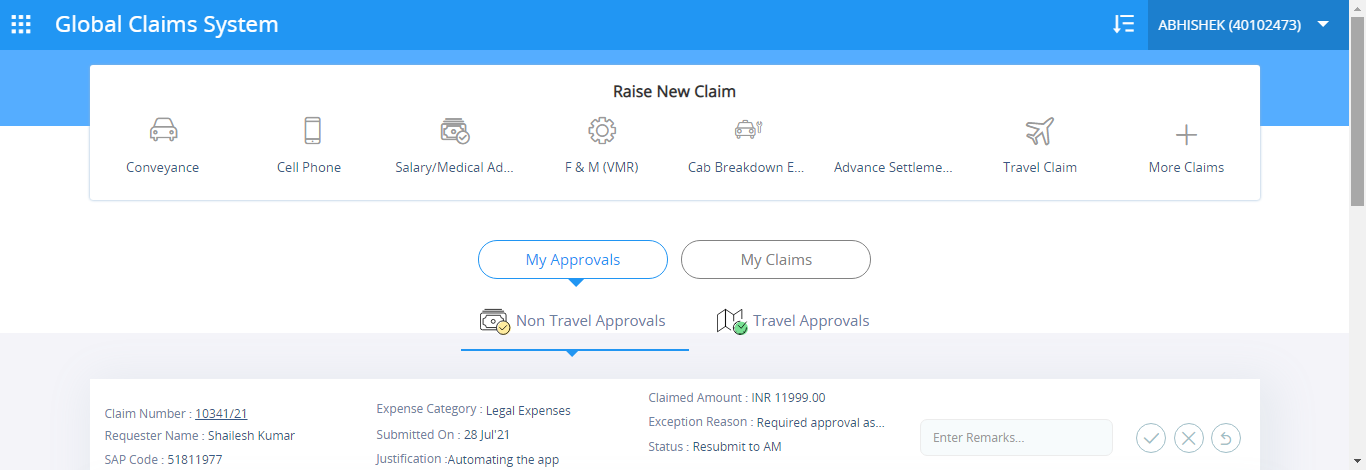 Global Claims System
ABHISHEK (40102473)
Raise New Claim
Conveyance
Cell Phone
Salary/Medical Ad...
F & M (VMR)
Cab Breakdown E...
Advance Settleme...
Travel Claim
More Claims
My Approvals
My Claims
Non Travel Approvals
Travel Approvals
Claim Number : 10341/21
Requester Name : Shailesh Kumar
SAP Code : 51811977
Expense Category : Legal Expenses
Submitted On : 28 Jul'21
Justification :Automating the app
Claimed Amount : INR 11999.00
Exception Reason : Required approval as...
Status : Resubmit to AM
Enter Remarks...